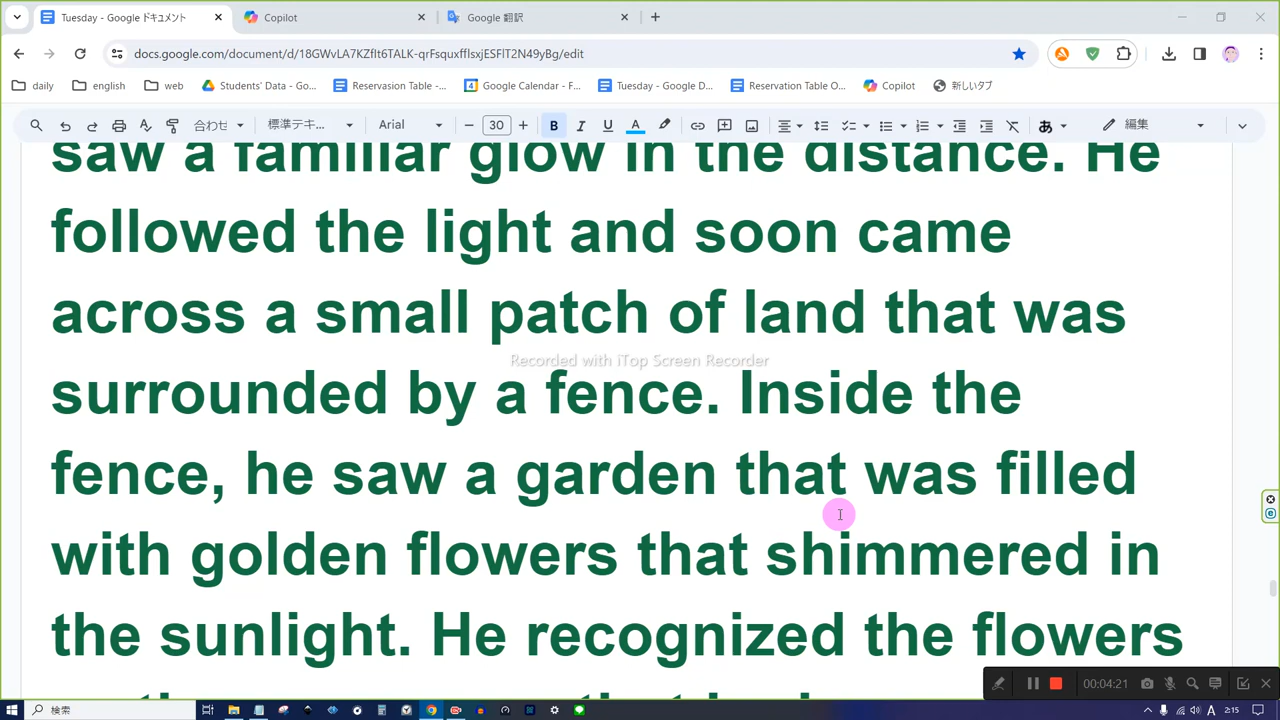 Tuesday - Google ドキュメント
Copilot
Google 翻訳
docs.google.com/document/d/18GWvLAZKZfIt6TALK-qrFsquxfflsxjESFlT2N49yBg/edit
daily
english
web
Students' Data - Go...
Reservasion Table -...
Google Calendar - F...
Tuesday - Google D...
Reservation Table O...
Copilot
新しいタブ
合わせ
標準テキ...
Arial
30
B
I
U
A
あ
編集
saw a familiar glow in the distance. He
followed the light and soon came
across a small patch of land that was
Recorded with iTop Screen Recorder
surrounded by a fence. Inside the
fence, he saw a garden that was filled
with golden flowers that shimmered in
the sunlight. He recognized the flowers
00:04:21
検索
A
2:15